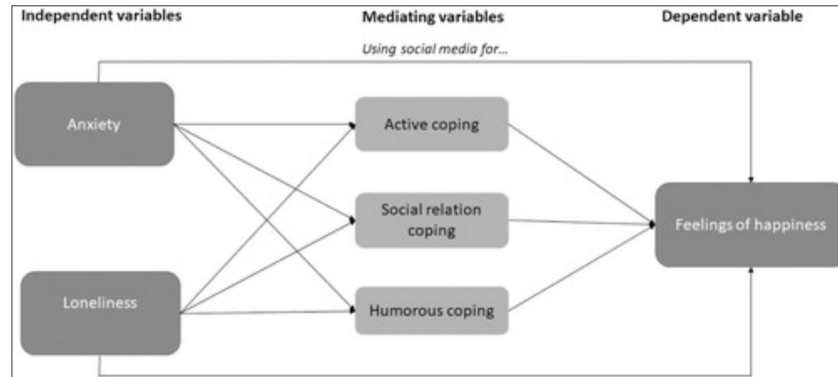 Independent variables
Mediating variables
Dependent variable
Using social media for...
Anxiety
Active coping
Social relation
coping
Feelings of happiness
Loneliness
Humorous coping